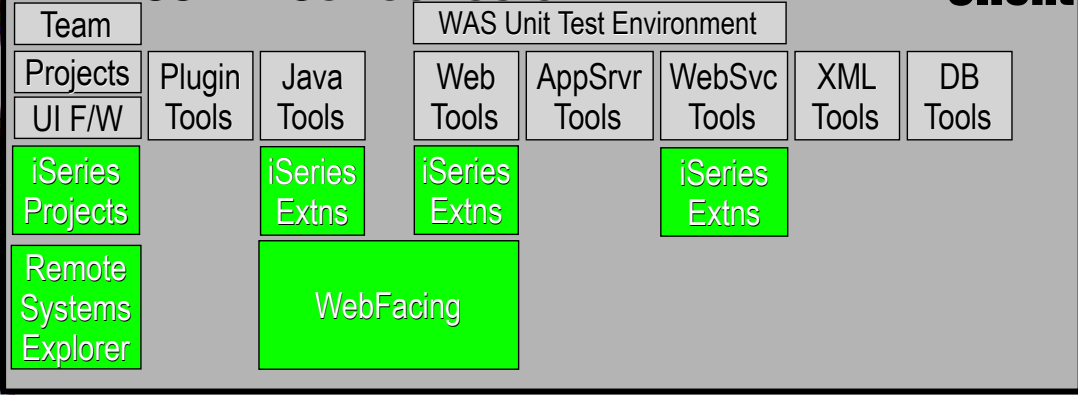 Team
WAS Unit Test Environment
Projects
UI F/W
Plugin
Tools
Java
Tools
Web
Tools
AppSrvr
Tools
WebSvc
Tools
XML
Tools
DB
Tools
iSeries
Projects
iSeries
Extns
iSeries
Extns
iSeries
Extns
Remote
Systems
Explorer
WebFacing